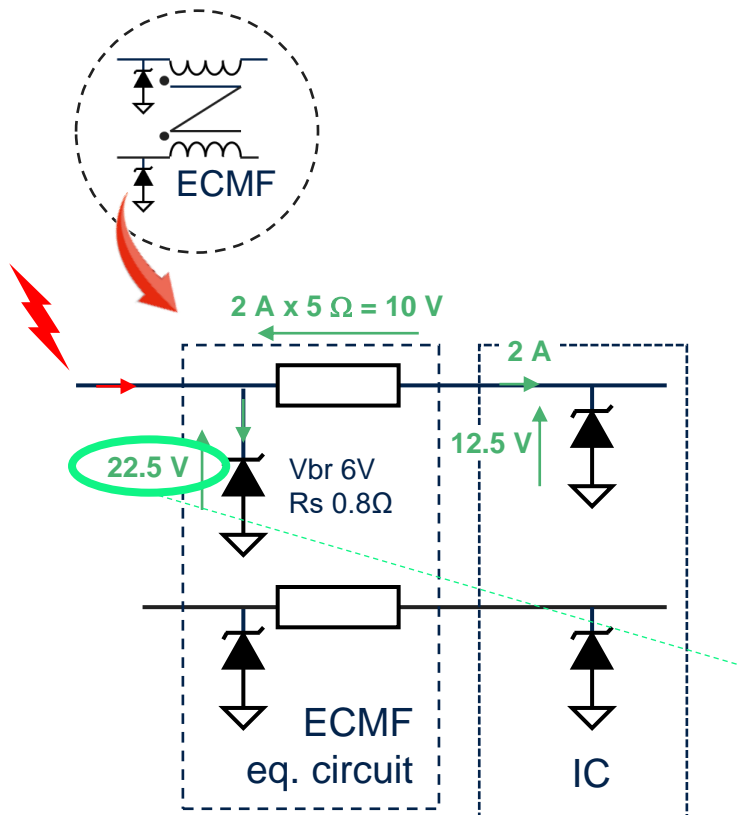 ECMF
2 A x 5 Ω = 10 V
2 A
22.5 V
Vbr 6V
Rs 0.8Ω
12.5 V
ECMF
eq. circuit
IC